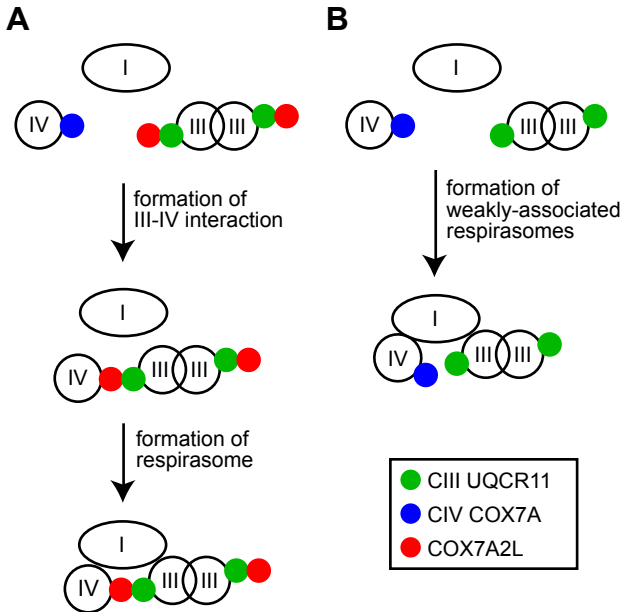 A
I
IV
III
III
formation of
III-IV interaction
I
IV
III
III
formation of
respirasome
I
IV
III
III
B
I
IV
III
III
formation of
weakly-associated
respirasomes
I
IV
III
III
CIII UQCR11
CIV COX7A
COX7A2L